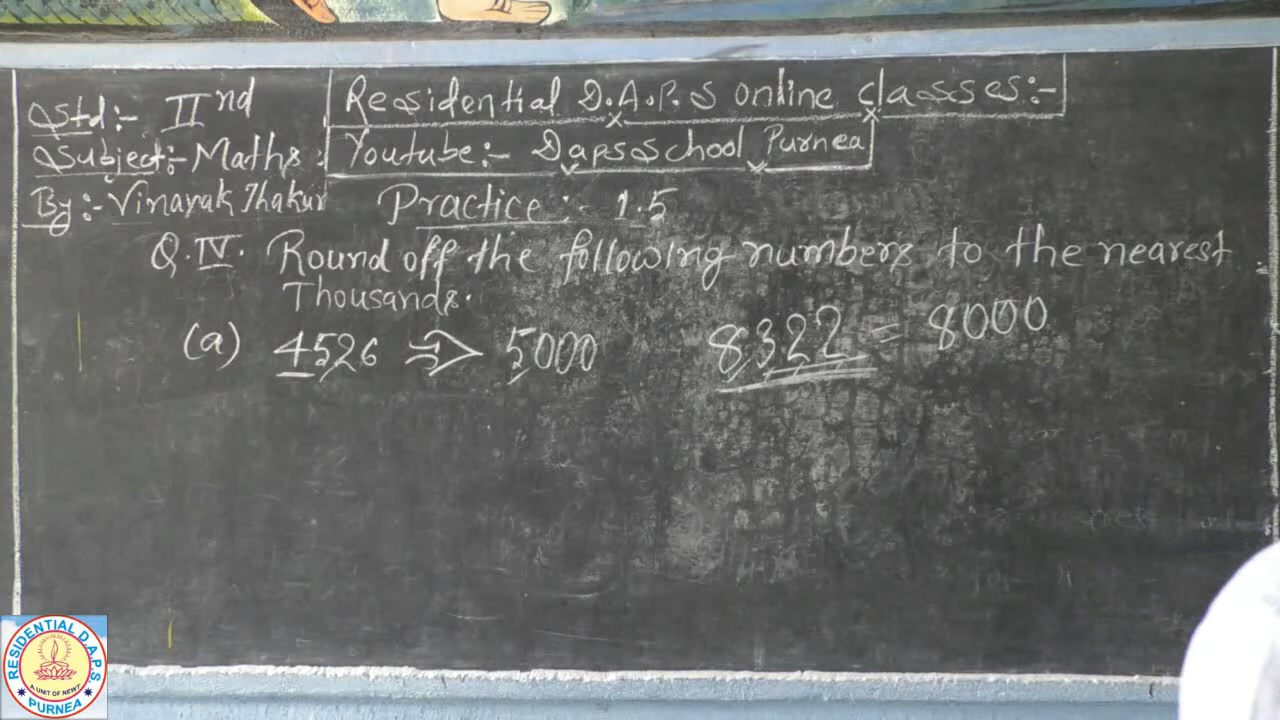 Std:- IInd
Residential D.A.P.S online classes:-
Subject:- Maths :
Youtube:- Dapsschool Purnea
By:- Vinayak Thakur
Practice:- 1.5
Q.IV. Round off the following numbers to the nearest
Thousands.
(a) 4526 => 5000
8322 = 8000
RESIDENTIAL D.A.P.S
PURNEA